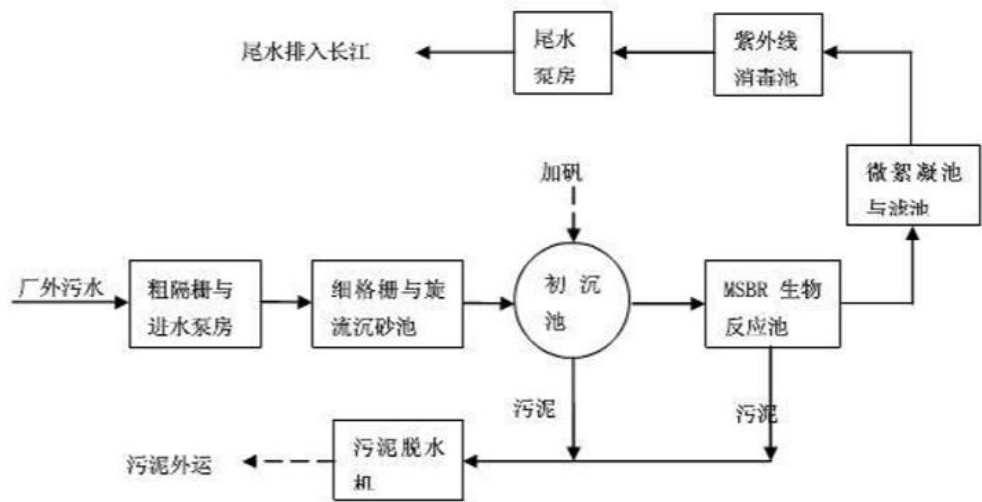 尾水排入长江
尾水
泵房
紫外线
消毒池
微絮凝池
与滤池
加矾
厂外污水
粗隔栅与
进水泵房
细格栅与旋
流沉砂池
初沉
池
MSBR 生物
反应池
污泥
污泥
污泥外运
污泥脱水
机